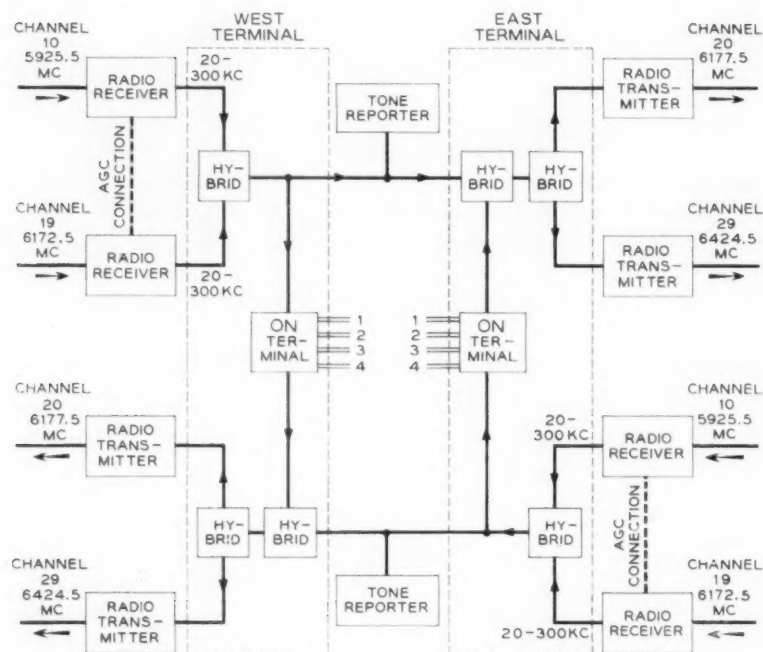 WEST
TERMINAL
EAST
TERMINAL
CHANNEL
10
5925.5
MC
RADIO
RECEIVER
20-
300 KC
TONE
REPORTER
RADIO
TRANS-
MITTER
CHANNEL
20
6177.5
MC
AGC
CONNECTION
HY-
BRID
HY-
BRID
HY-
BRID
CHANNEL
19
6172.5
MC
RADIO
RECEIVER
20-
300 KC
RADIO
TRANS-
MITTER
CHANNEL
29
6424.5
MC
ON
TER-
MINAL
1
2
3
4
1
2
3
4
ON
TER-
MINAL
CHANNEL
20
6177.5
MC
RADIO
TRANS-
MITTER
20-
300 KC
RADIO
RECEIVER
CHANNEL
10
5925.5
MC
HY-
BRID
HY-
BRID
HY-
BRID
AGC
CONNECTION
CHANNEL
29
6424.5
MC
RADIO
TRANS-
MITTER
TONE
REPORTER
20-300KC
RADIO
RECEIVER
CHANNEL
19
6172.5
MC